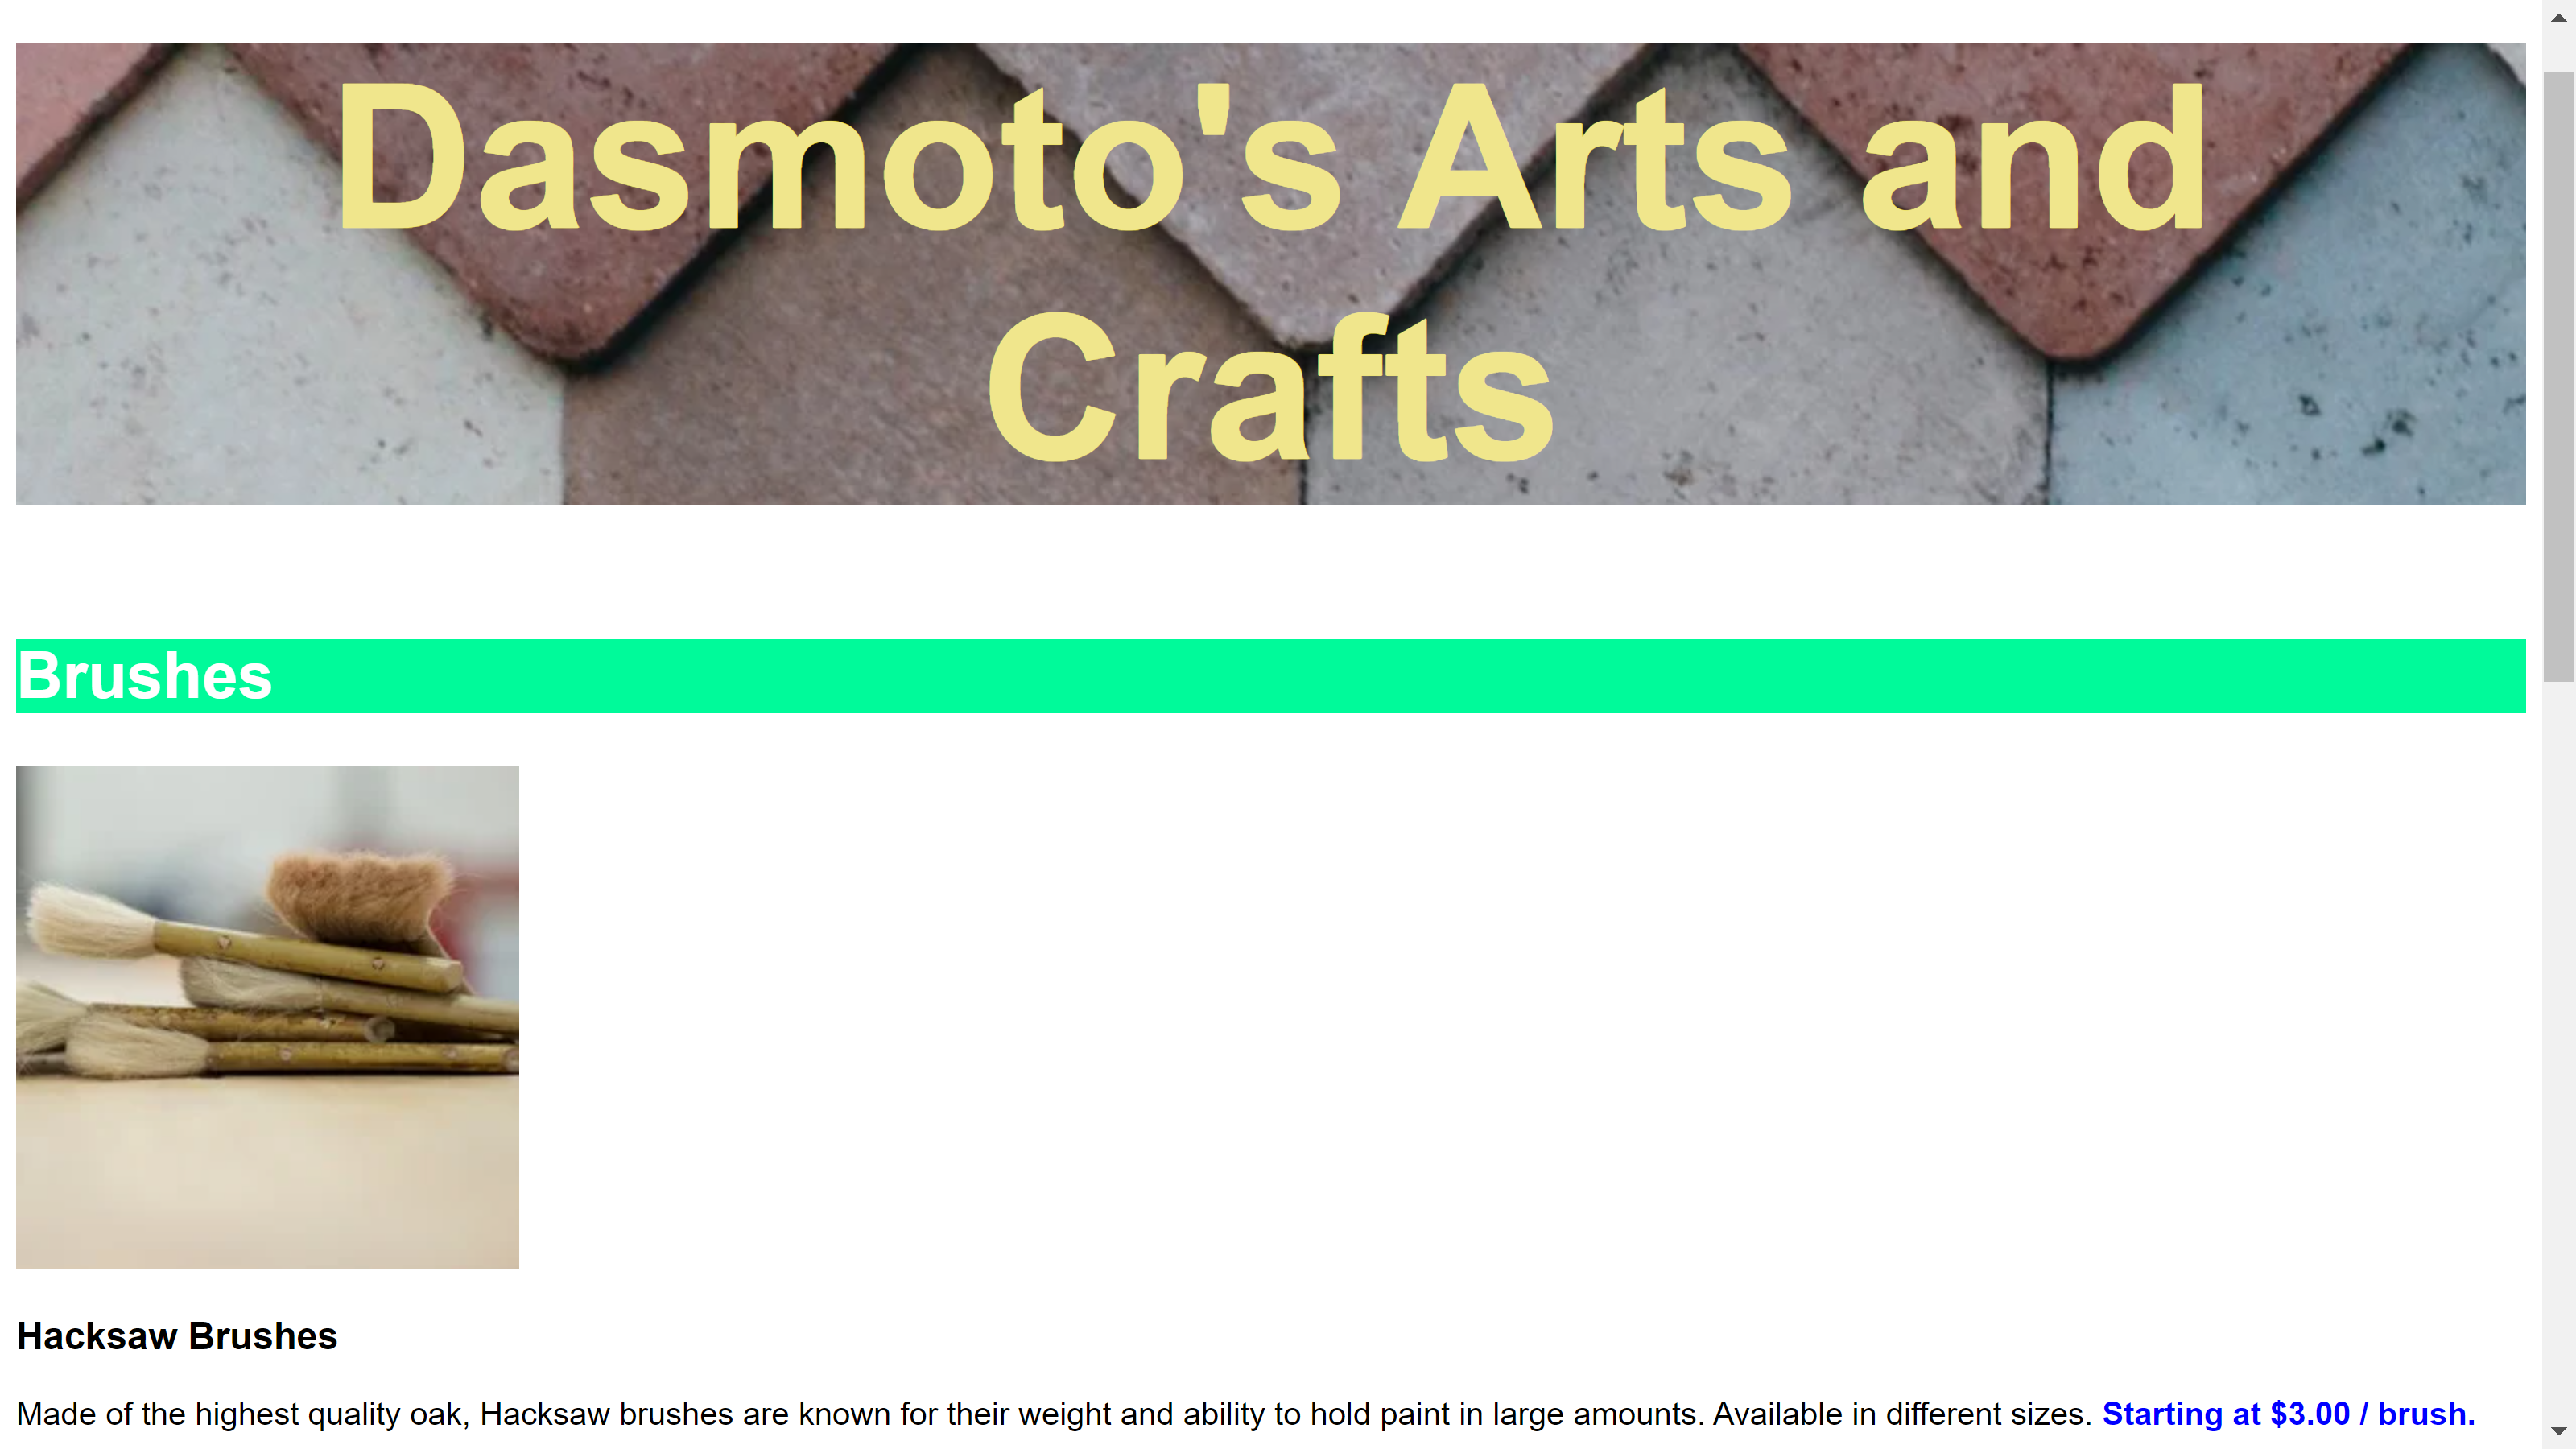 Dasmoto's Arts and
Crafts
Brushes
Hacksaw Brushes
Made of the highest quality oak, Hacksaw brushes are known for their weight and ability to hold paint in large amounts. Available in different sizes. Starting at $3.00 / brush.